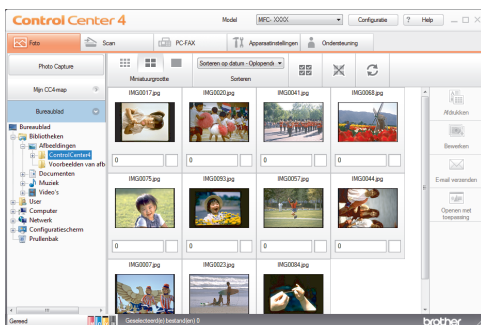 Control Center 4
Model
MFC- XXXX
Configuratie
?
Help
Foto
Scan
PC-FAX
Apparaatinstellingen
Ondersteuning
Photo Capture
Miniatuurgrootte
Sorteren op datum - Oplopend
Sorteren
Mijn CC4map
Bureaublad
Bureaublad
Bibliotheken
Afbeeldingen
ControlCenter4
Voorbeelden van afb
Documenten
Muziek
Video's
User
Computer
Netwerk
Configuratiescherm
Prullenbak
IMG0017.jpg
IMG0020.jpg
IMG0041.jpg
IMG0068.jpg
0
0
0
0
IMG0075.jpg
IMG0093.jpg
IMG0057.jpg
IMG0044.jpg
0
0
0
0
IMG0007.jpg
IMG0023.jpg
IMG0084.jpg
Afdrukken
Bewerken
E-mail verzenden
Openen met
toepassing
Gereed
Geselecteerd(e) bestand(en) 0
brother